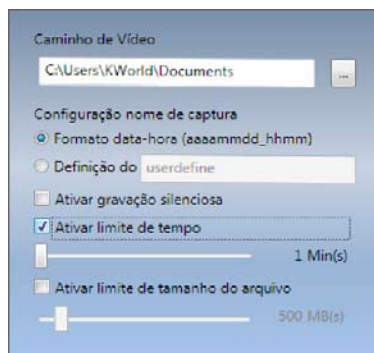 Caminho de Vídeo
C:\Users\KWorld\Documents
...
Configuração nome de captura
Formato data-hora (aaaammdd_hhmm)
Definição do userdefine
Ativar gravação silenciosa
Ativar limite de tempo
1 Min(s)
Ativar limite de tamanho do arquivo
500 MB(s)